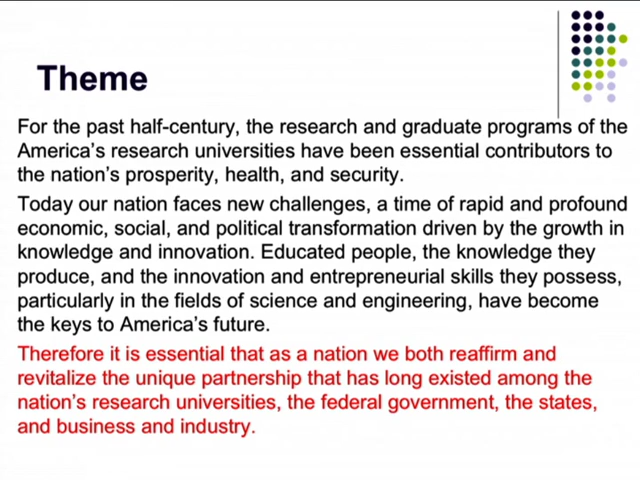 Theme
For the past half-century, the research and graduate programs of the
America's research universities have been essential contributors to
the nation's prosperity, health, and security.
Today our nation faces new challenges, a time of rapid and profound
economic, social, and political transformation driven by the growth in
knowledge and innovation. Educated people, the knowledge they
produce, and the innovation and entrepreneurial skills they possess,
particularly in the fields of science and engineering, have become
the keys to America's future.
Therefore it is essential that as a nation we both reaffirm and
revitalize the unique partnership that has long existed among the
nation's research universities, the federal government, the states,
and business and industry.